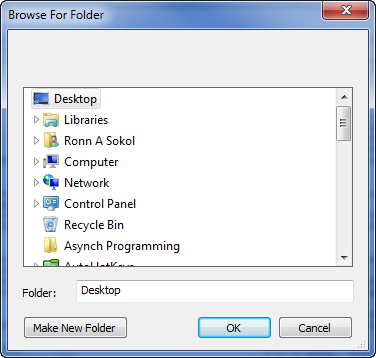 Browse For Folder
Desktop
Libraries
Ronn A Sokol
Computer
Network
Control Panel
Recycle Bin
Asynch Programming
AutoHotKeys
Folder: Desktop
Make New Folder OK Cancel